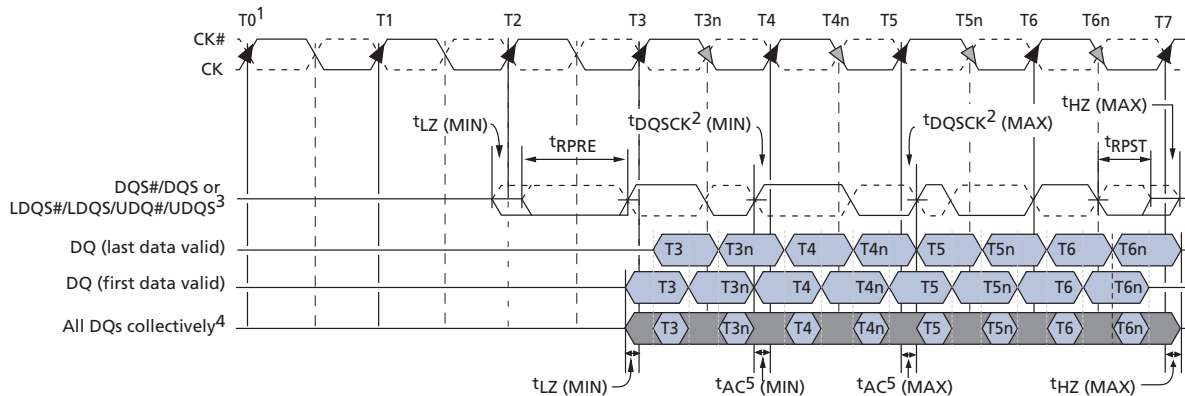 T0¹ T1 T2 T3 T3n T4 T4n T5 T5n T6 T6n T7
CK#
CK
tHZ (MAX)
tLZ (MIN) tDQSCK² (MIN) tDQSCK² (MAX)
tRPRE tRPST
DQS#/DQS or
LDQS#/LDQS/UDQ#/UDQS³
DQ (last data valid) T3 T3n T4 T4n T5 T5n T6 T6n
DQ (first data valid) T3 T3n T4 T4n T5 T5n T6 T6n
All DQs collectively⁴ T3 T3n T4 T4n T5 T5n T6 T6n
tLZ (MIN) tAC⁵ (MIN) tAC⁵ (MAX) tHZ (MAX)